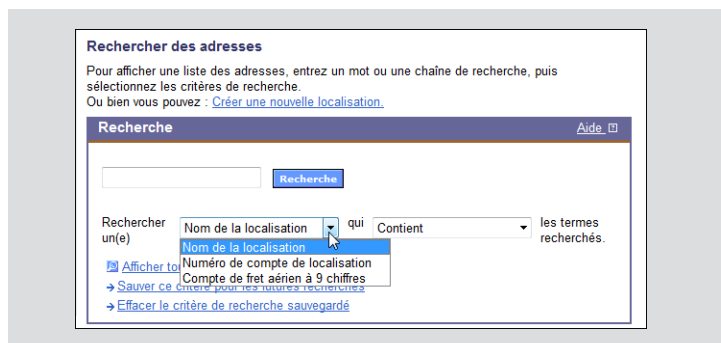 Rechercher des adresses
Pour afficher une liste des adresses, entrez un mot ou une chaîne de recherche, puis
sélectionnez les critères de recherche.
Ou bien vous pouvez : Créer une nouvelle localisation.
Recherche Aide
Recherche
Rechercher un(e) Nom de la localisation qui Contient les termes recherchés.
Nom de la localisation
Numéro de compte de localisation
Compte de fret aérien à 9 chiffres
Afficher
Sauver ce critère pour les futures recherches
Effacer le critère de recherche sauvegardé